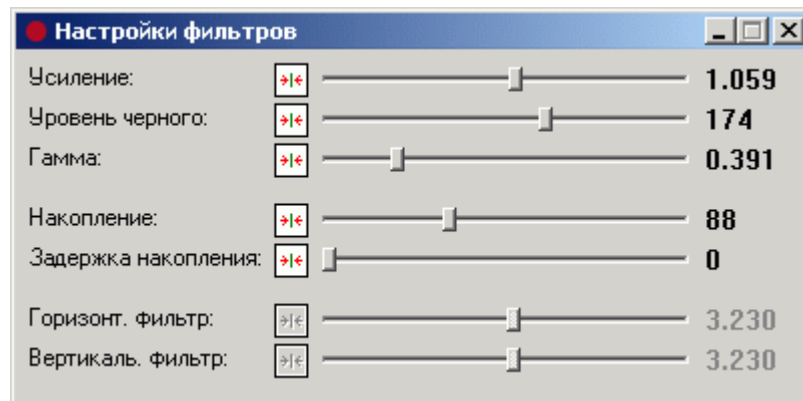 Настройки фильтров
Усиление: 1.059
Уровень черного: 174
Гамма: 0.391
Накопление: 88
Задержка накопления: 0
Горизонт. фильтр: 3.230
Вертикаль. фильтр: 3.230